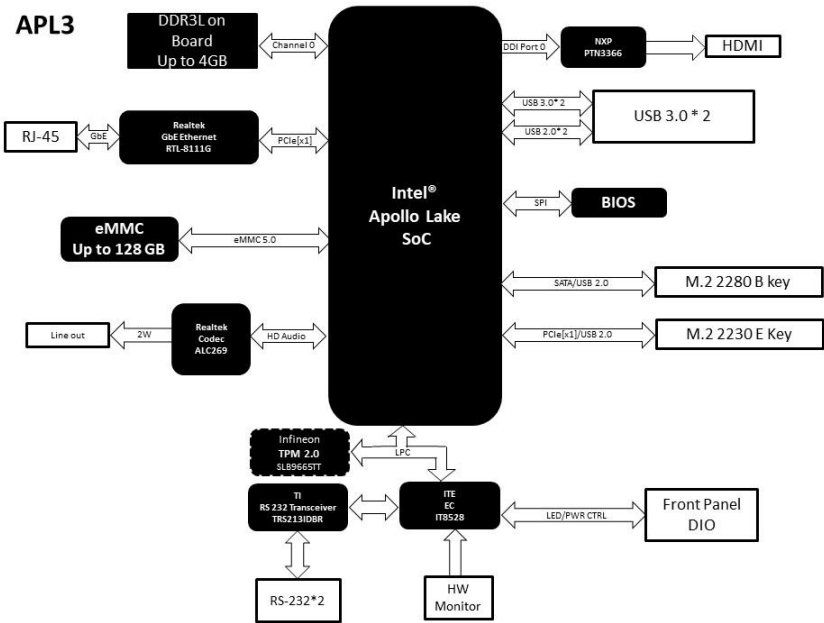 APL3
DDR3L on
Board
Up to 4GB
Channel 0
DDI Port 0
NXP
PTN3366
HDMI
USB 3.0* 2
USB 2.0* 2
USB 3.0 * 2
RJ-45
GbE
Realtek
GbE Ethernet
RTL-8111G
PCIe[x1]
Intel®
Apollo Lake
SoC
SPI
BIOS
eMMC
Up to 128 GB
eMMC 5.0
SATA/USB 2.0
M.2 2280 B key
Line out
2W
Realtek
Codec
ALC269
HD Audio
PCIe[x1]/USB 2.0
M.2 2230 E Key
Infineon
TPM 2.0
SLB9665TT
LPC
TI
RS 232 Transceiver
TRS213IDBR
ITE
EC
IT8528
LED/PWR CTRL
Front Panel
DIO
RS-232*2
HW
Monitor